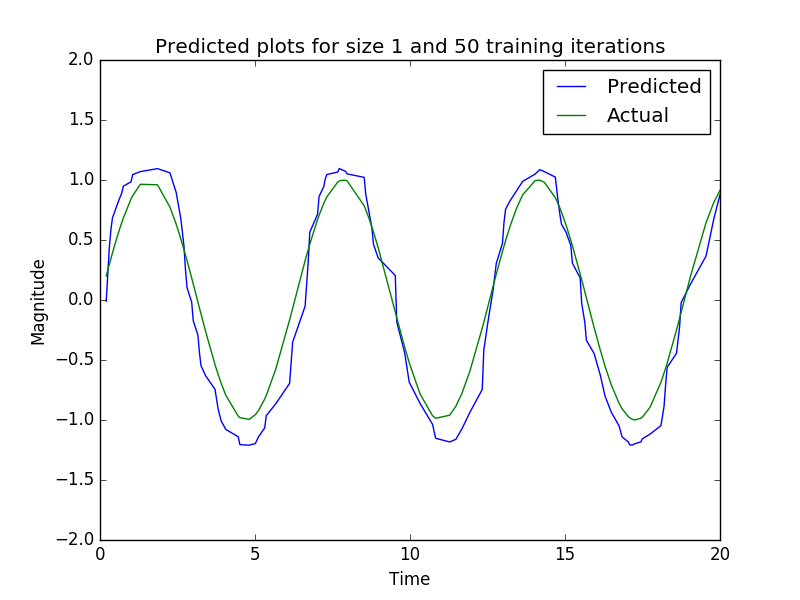 Predicted plots for size 1 and 50 training iterations
Predicted
Actual
2.0
1.5
1.0
0.5
0.0
−0.5
−1.0
−1.5
−2.0
Magnitude
0 5 10 15 20
Time